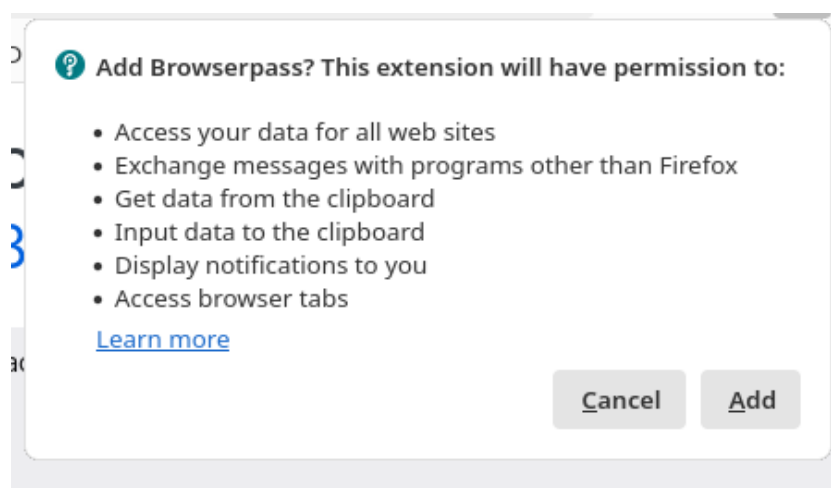 Add Browserpass? This extension will have permission to:
• Access your data for all web sites
• Exchange messages with programs other than Firefox
• Get data from the clipboard
• Input data to the clipboard
• Display notifications to you
• Access browser tabs
Learn more
Cancel
Add